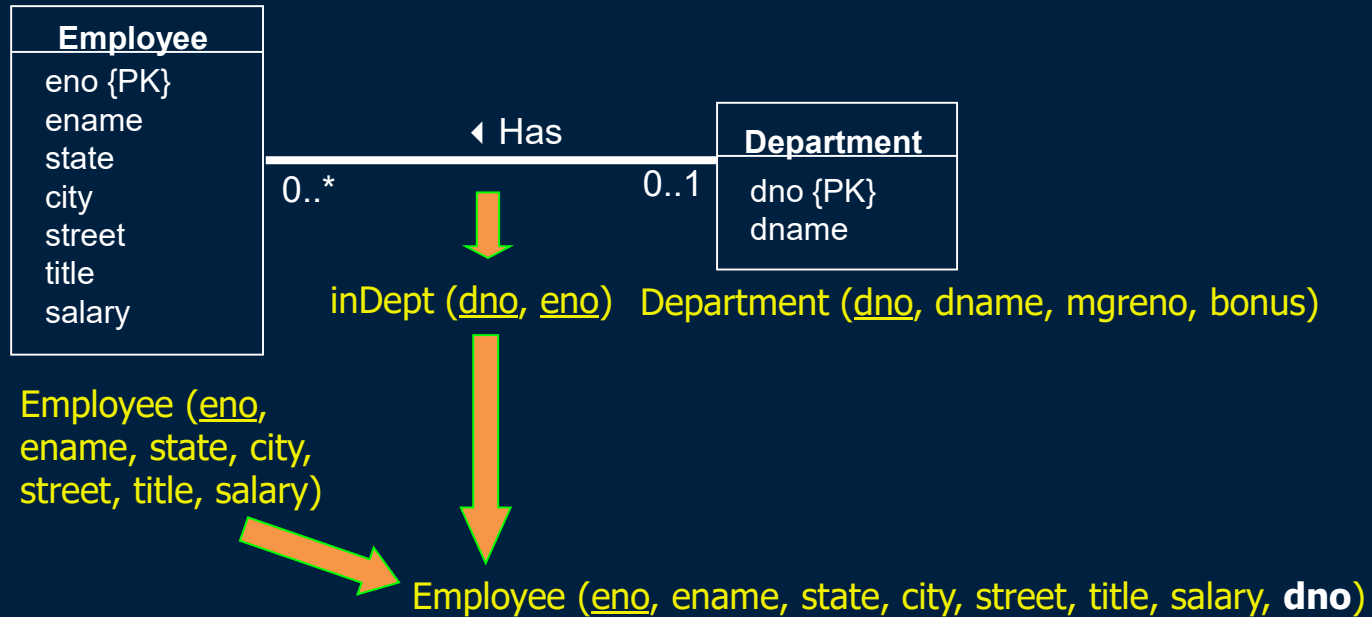 Employee
eno {PK}
ename
state
city
street
title
salary
◂ Has
0..*
0..1
Department
dno {PK}
dname
inDept (dno, eno)
Department (dno, dname, mgreno, bonus)
Employee (eno,
ename, state, city,
street, title, salary)
Employee (eno, ename, state, city, street, title, salary, dno)